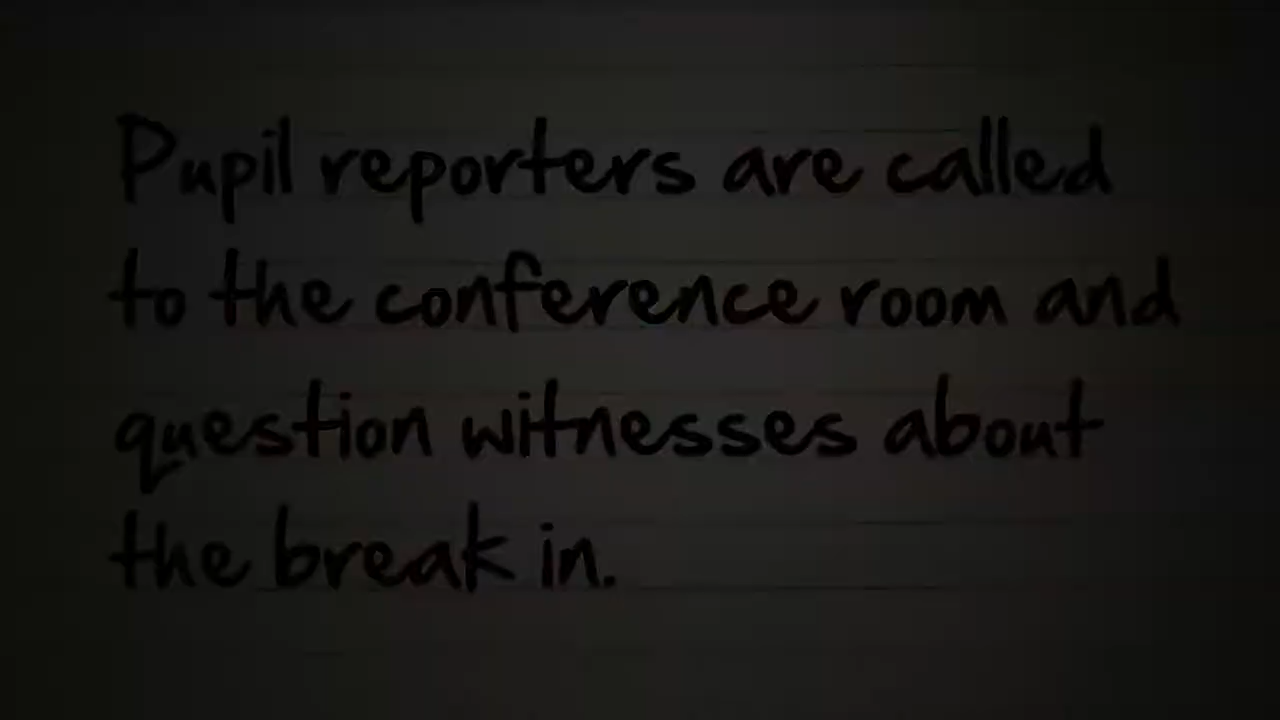 Pupil reporters are called
to the conference room and
question witnesses about
the break in.